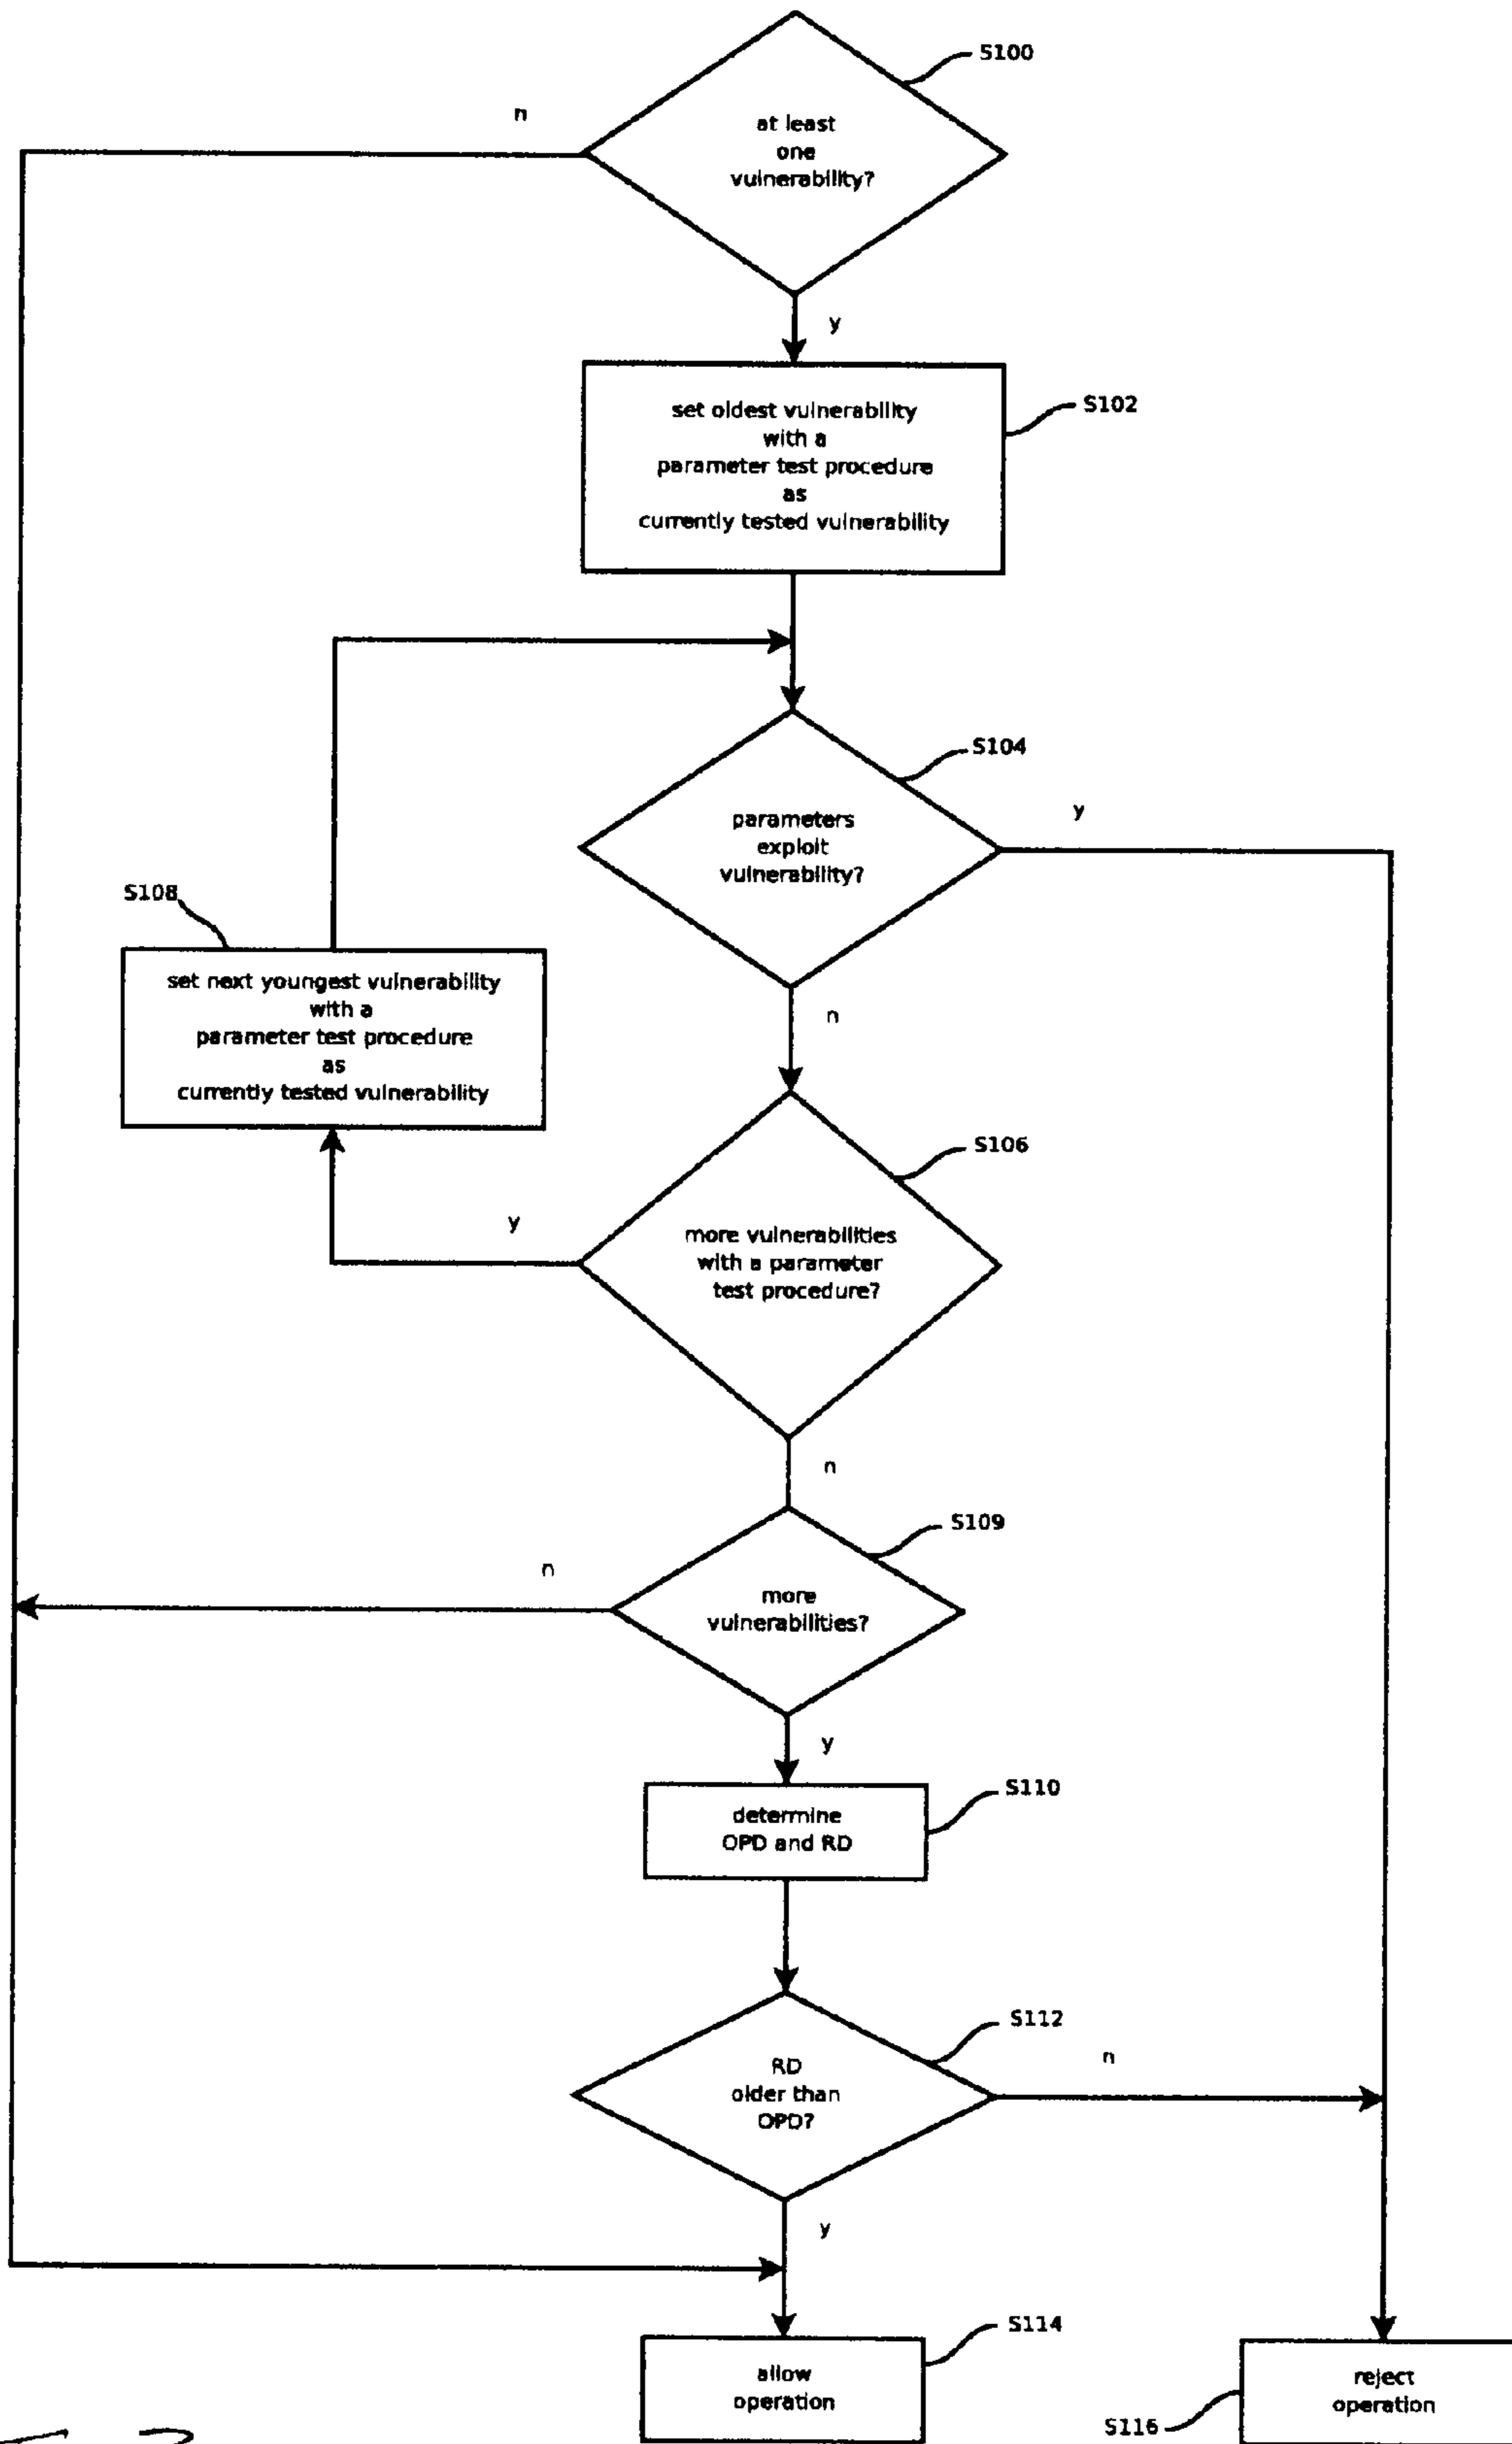 S100
n
at least
one
vulnerability?
y
set oldest vulnerability
with a
parameter test procedure
as
currently tested vulnerability
S102
S104
parameters
exploit
vulnerability?
y
S108
set next youngest vulnerability
with a
parameter test procedure
as
currently tested vulnerability
n
S106
more vulnerabilities
with a parameter
test procedure?
y
n
S109
more
vulnerabilities?
n
y
S110
determine
OPD and RD
S112
RD
older than
OPD?
n
y
S114
allow
operation
reject
operation
S116